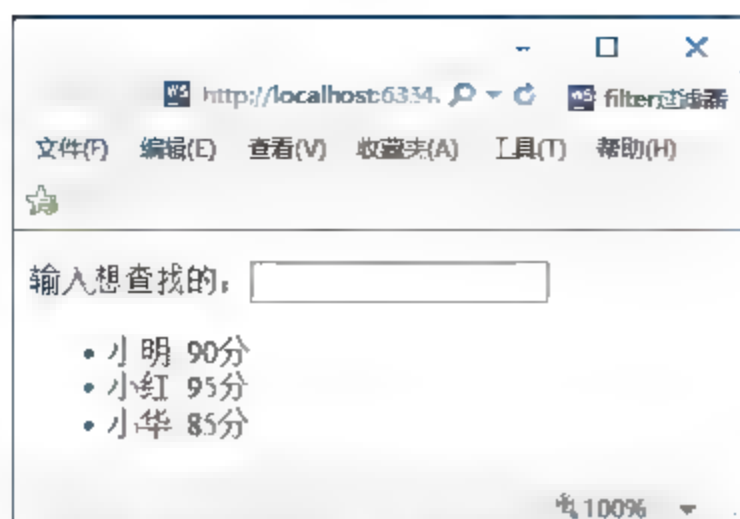 http://localhost:6334. filter过滤器
文件(F) 编辑(E) 查看(V) 收藏夹(A) 工具(T) 帮助(H)
输入想查找的:
• 小明 90分
• 小红 95分
• 小华 85分
100%